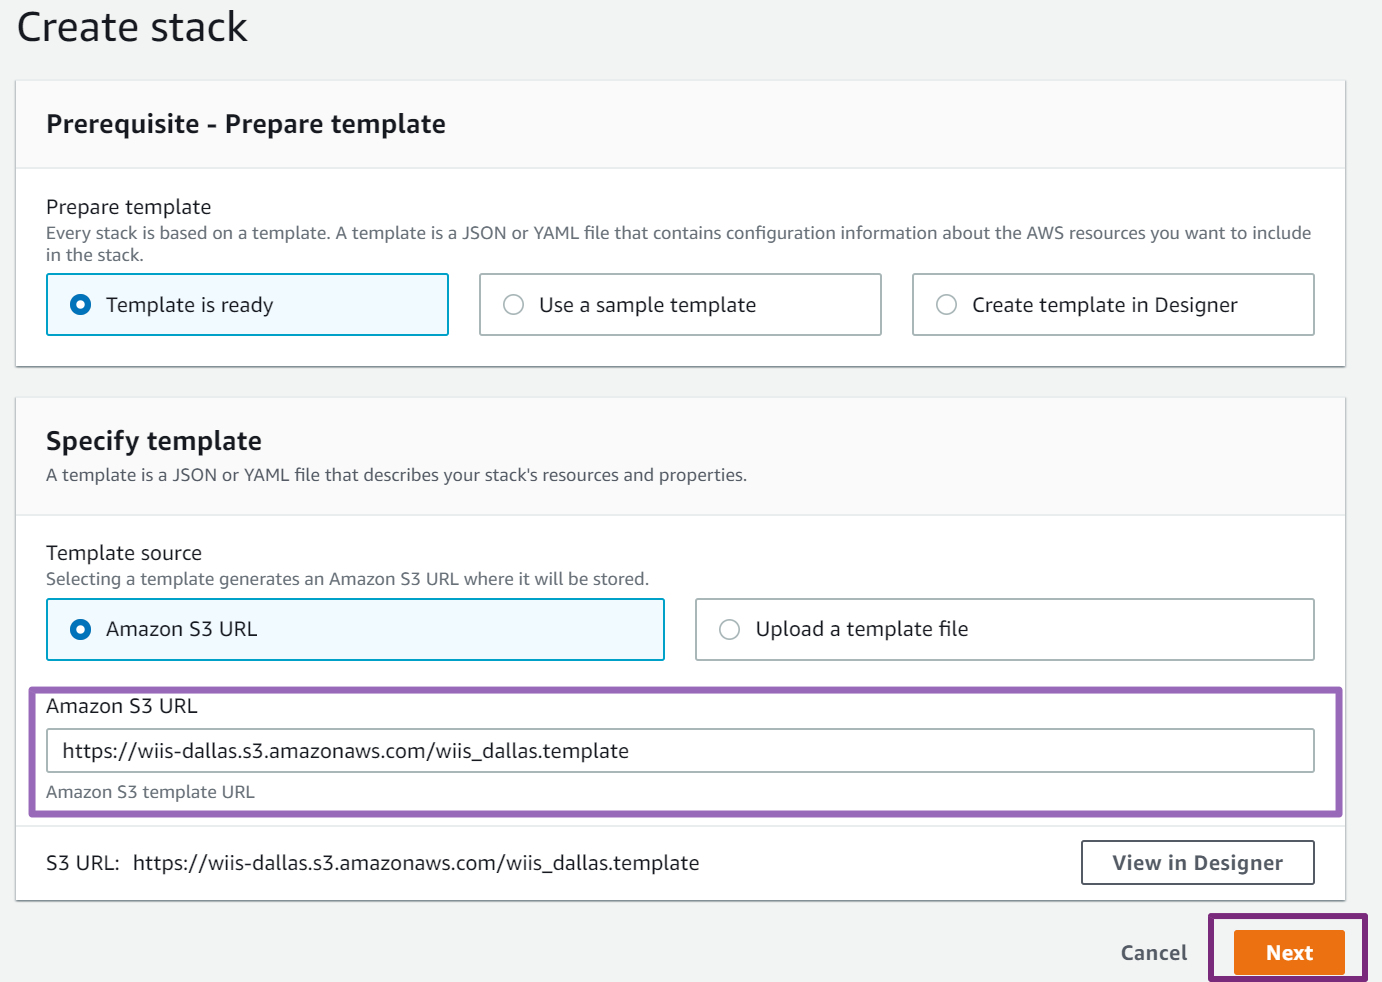 Create stack
Prerequisite - Prepare template
Prepare template
Every stack is based on a template. A template is a JSON or YAML file that contains configuration information about the AWS resources you want to include
in the stack.
Template is ready
Use a sample template
Create template in Designer
Specify template
A template is a JSON or YAML file that describes your stack's resources and properties.
Template source
Selecting a template generates an Amazon S3 URL where it will be stored.
Amazon S3 URL
Upload a template file
Amazon S3 URL
https://wiis-dallas.s3.amazonaws.com/wiis_dallas.template
Amazon S3 template URL
S3 URL: https://wiis-dallas.s3.amazonaws.com/wiis_dallas.template
View in Designer
Cancel
Next